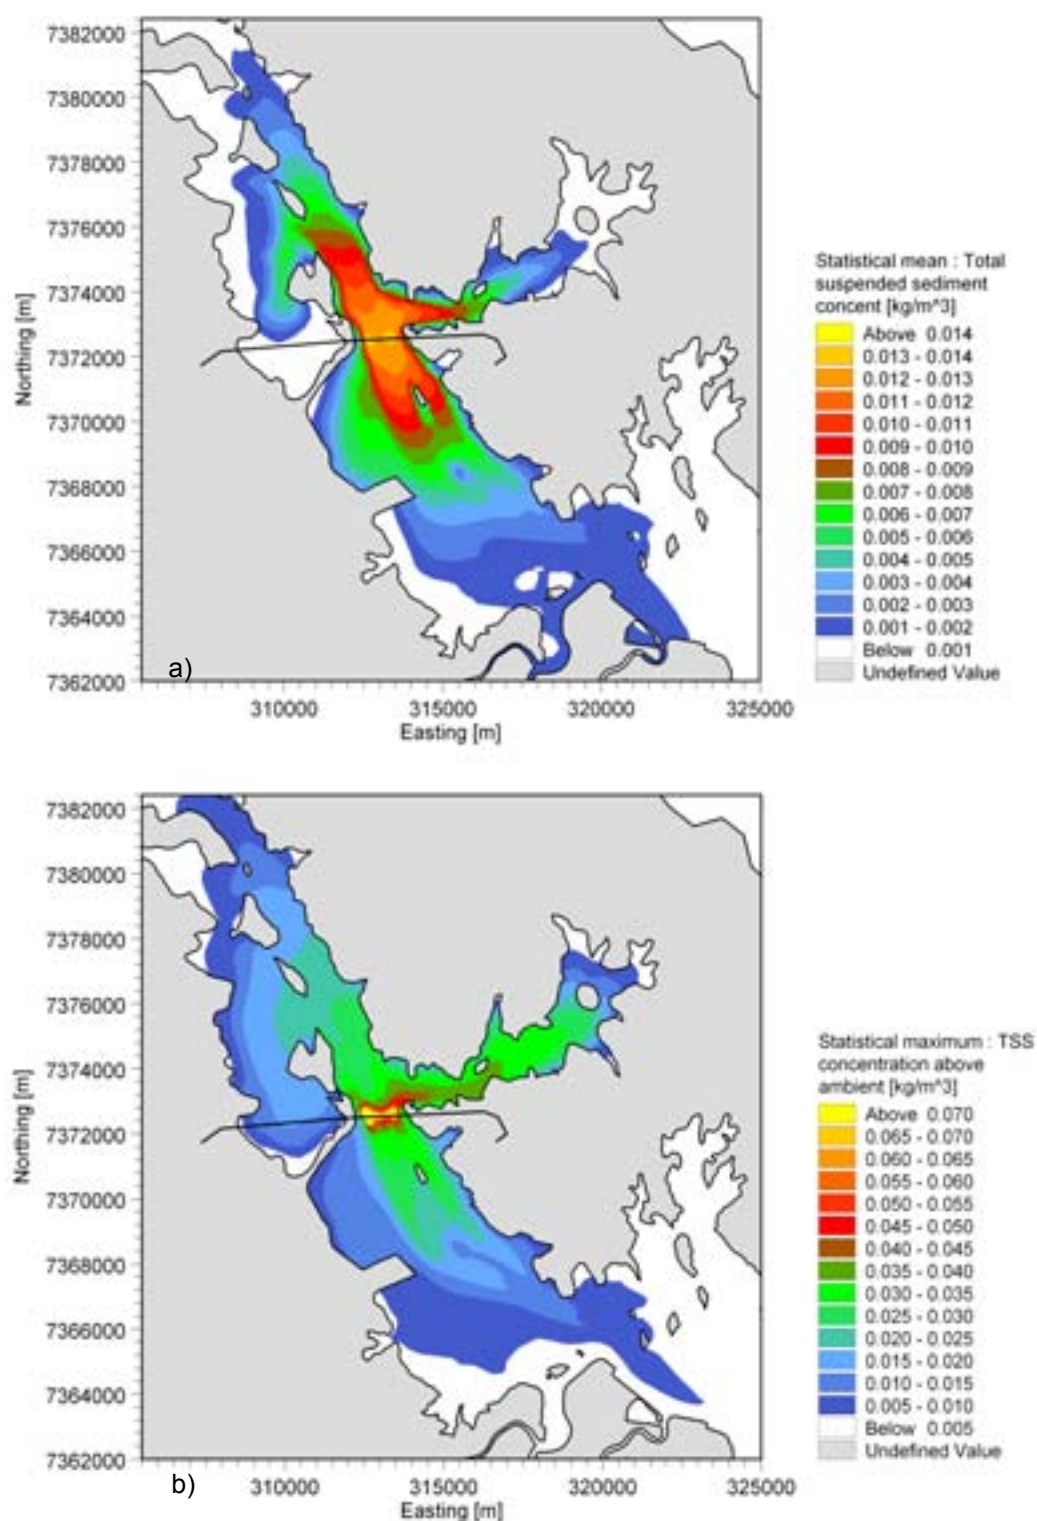 7382000
7380000
7378000
7376000
7374000
7372000
7370000
7368000
7366000
7364000
7362000
Northing [m]
a)
310000 315000 320000 325000
Easting [m]
Statistical mean : Total
suspended sediment
concent [kg/m^3]
Above 0.014
0.013 - 0.014
0.012 - 0.013
0.011 - 0.012
0.010 - 0.011
0.009 - 0.010
0.008 - 0.009
0.007 - 0.008
0.006 - 0.007
0.005 - 0.006
0.004 - 0.005
0.003 - 0.004
0.002 - 0.003
0.001 - 0.002
Below 0.001
Undefined Value
7382000
7380000
7378000
7376000
7374000
7372000
7370000
7368000
7366000
7364000
7362000
Northing [m]
b)
310000 315000 320000 325000
Easting [m]
Statistical maximum : TSS
concentration above
ambient [kg/m^3]
Above 0.070
0.065 - 0.070
0.060 - 0.065
0.055 - 0.060
0.050 - 0.055
0.045 - 0.050
0.040 - 0.045
0.035 - 0.040
0.030 - 0.035
0.025 - 0.030
0.020 - 0.025
0.015 - 0.020
0.010 - 0.015
0.005 - 0.010
Below 0.005
Undefined Value